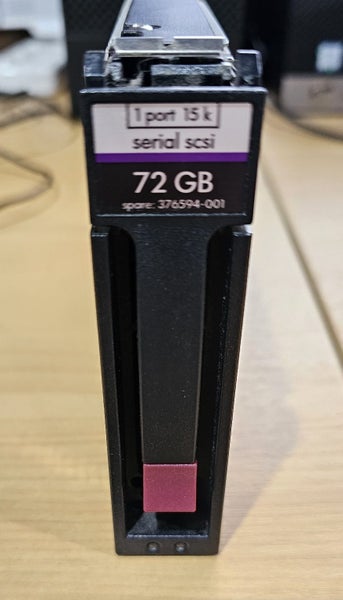 1 port 15 k
serial scsi
72 GB
spare: 376594-001